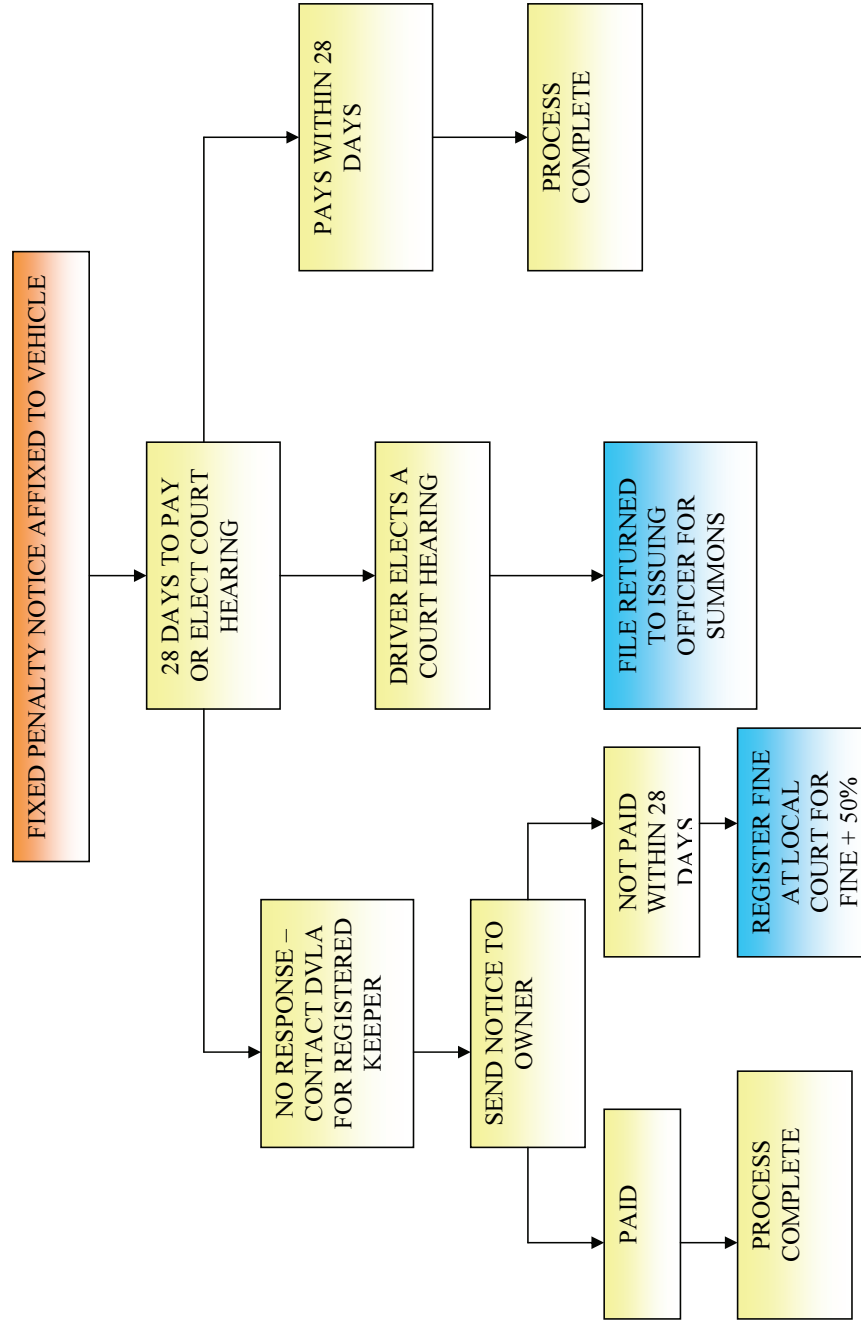 FIXED PENALTY NOTICE AFFIXED TO VEHICLE
28 DAYS TO PAY
OR ELECT COURT
HEARING
NO RESPONSE –
CONTACT DVLA
FOR REGISTERED
KEEPER
DRIVER ELECTS A
COURT HEARING
PAYS WITHIN 28
DAYS
SEND NOTICE TO
OWNER
FILE RETURNED
TO ISSUING
OFFICER FOR
SUMMONS
PROCESS
COMPLETE
PAID
NOT PAID
WITHIN 28
DAYS
PROCESS
COMPLETE
REGISTER FINE
AT LOCAL
COURT FOR
FINE + 50%